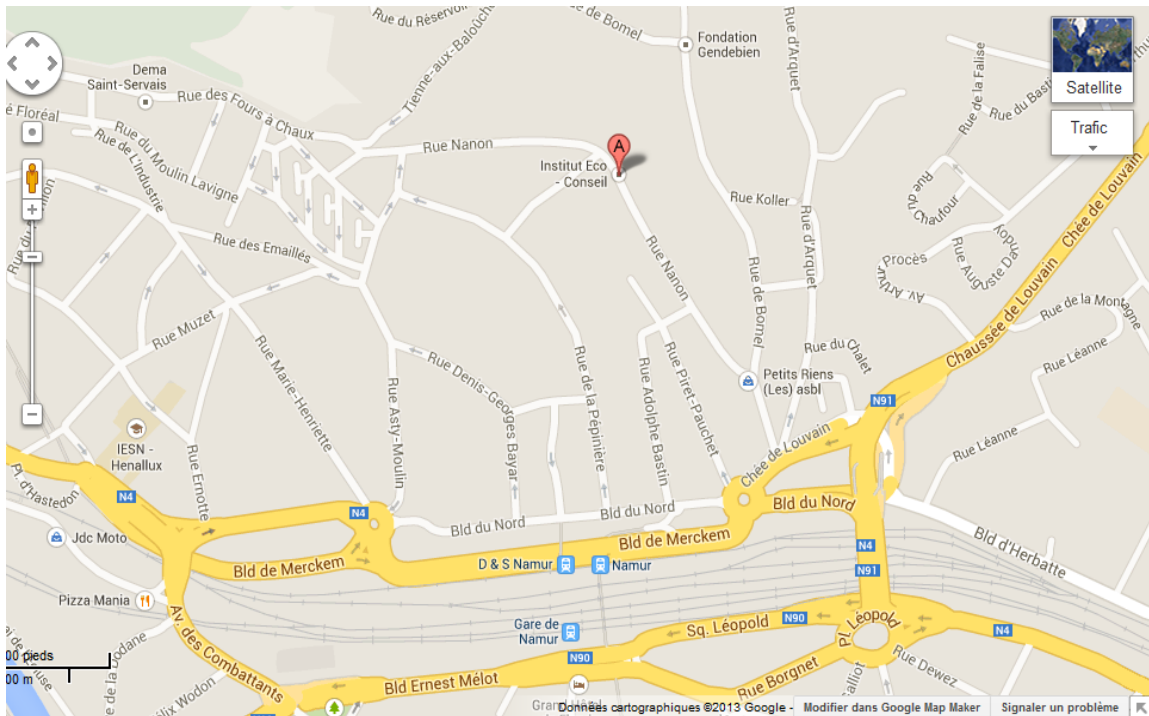 Rue du Réservoir
de Bomel
Fondation
Gendebien
Rue d'Arquet
Rue de la Falise
Rue du Basti
Satellite
Trafic
Dema
Saint-Servais
Tienne-aux-Balou
Rue des Fours à Chaux
é Floréal
Rue du Moulin Lavigne
Rue de L'Industrie
Rue Nanon
A
Institut Eco
- Conseil
Rue Koller
Rue du
Chaufour
Rue d'Arquet
Chée de Louvain
Rue des Emaillés
Rue Nanon
Rue de Bomel
Procès
Rue Auguste Dandoy
Rue de la Montagne
Rue Muzet
Rue Marie-Henriette
Rue Asty-Moulin
Rue Denis-Georges Bayar
Rue de la Pépinière
Rue Adolphe Bastin
Rue Piret-Pauchet
Rue du Chalet
Chaussée de Louvain
Rue Léanne
Petits Riens
(Les) asbl
N91
IESN -
Henallux
Rue Ernotte
Chée de Louvain
Rue Léanne
Pl. d'Hastedon
N4
N4
Bld du Nord
Bld du Nord
Bld du Nord
Jdc Moto
Bld de Merckem
Bld de Merckem
D & S Namur
Namur
N4
N91
Bld d'Herbatte
Pizza Mania
Av. des Combattants
Gare de
Namur
Sq. Léopold
N90
Pl. Léopold
N4
00 pieds
00 m
N90
Bld Ernest Mélot
Rue Borgnet
Rue Dewez
Données cartographiques ©2013 Google -
Modifier dans Google Map Maker
Signaler un problème